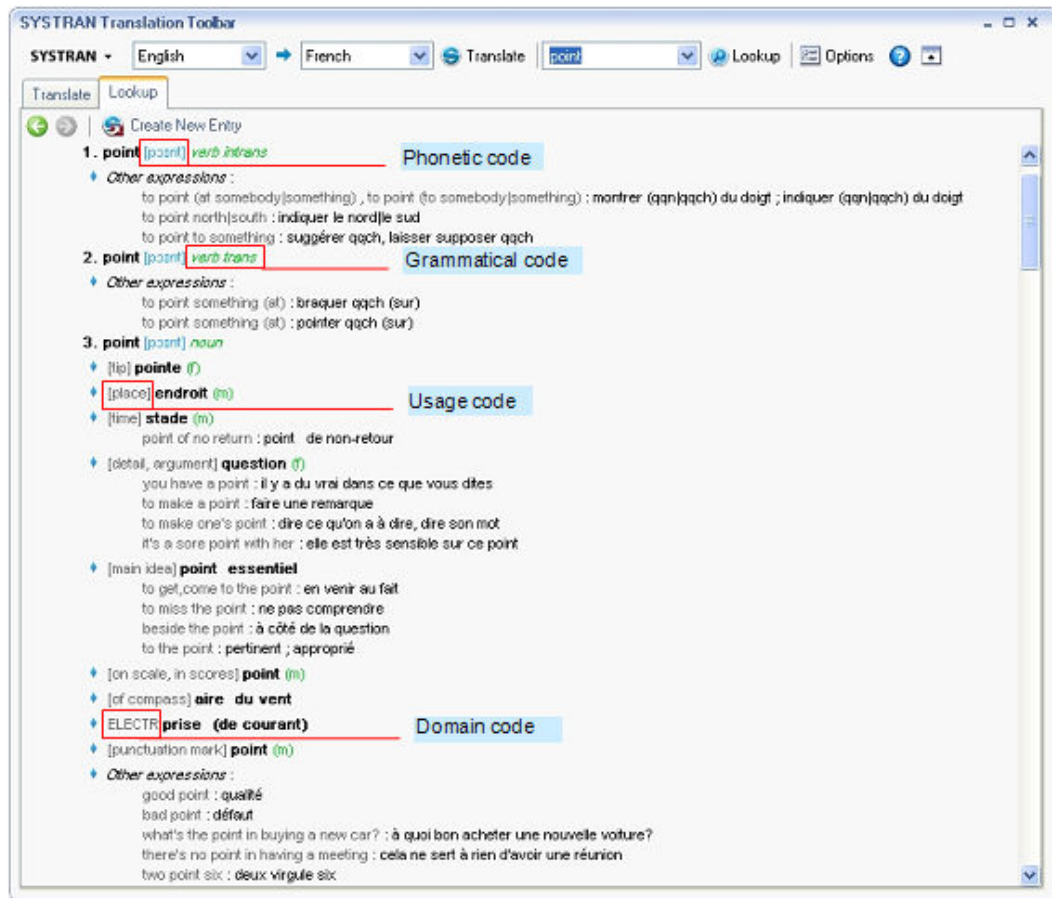 SYSTRAN Translation Toolbar
SYSTRAN English French Translate point Lookup Options
Translate Lookup
Create New Entry
1. point [pɔɪnt] verb intrans Phonetic code
Other expressions :
to point (at somebody|something) , to point (to somebody|something) : montrer (qqn|qqch) du doigt ; indiquer (qqn|qqch) du doigt
to point north|south : indiquer le nord|le sud
to point to something : suggérer qqch, laisser supposer qqch
2. point [pɔɪnt] verb trans Grammatical code
Other expressions :
to point something (at) : braquer qqch (sur)
to point something (at) : pointer qqch (sur)
3. point [pɔɪnt] noun
[tip] pointe (f)
[place] endroit (m) Usage code
[time] stade (m)
point of no return : point de non-retour
[detail, argument] question (f)
you have a point : il y a du vrai dans ce que vous dites
to make a point : faire une remarque
to make one's point : dire ce qu'on a à dire, dire son mot
it's a sore point with her : elle est très sensible sur ce point
[main idea] point essentiel
to get,come to the point : en venir au fait
to miss the point : ne pas comprendre
beside the point : à côté de la question
to the point : pertinent ; approprié
[on scale, in scores] point (m)
[of compass] aire du vent
ELECTR prise (de courant) Domain code
[punctuation mark] point (m)
Other expressions :
good point : qualité
bad point : défaut
what's the point in buying a new car? : à quoi bon acheter une nouvelle voiture?
there's no point in having a meeting : cela ne sert à rien d'avoir une réunion
two point six : deux virgule six